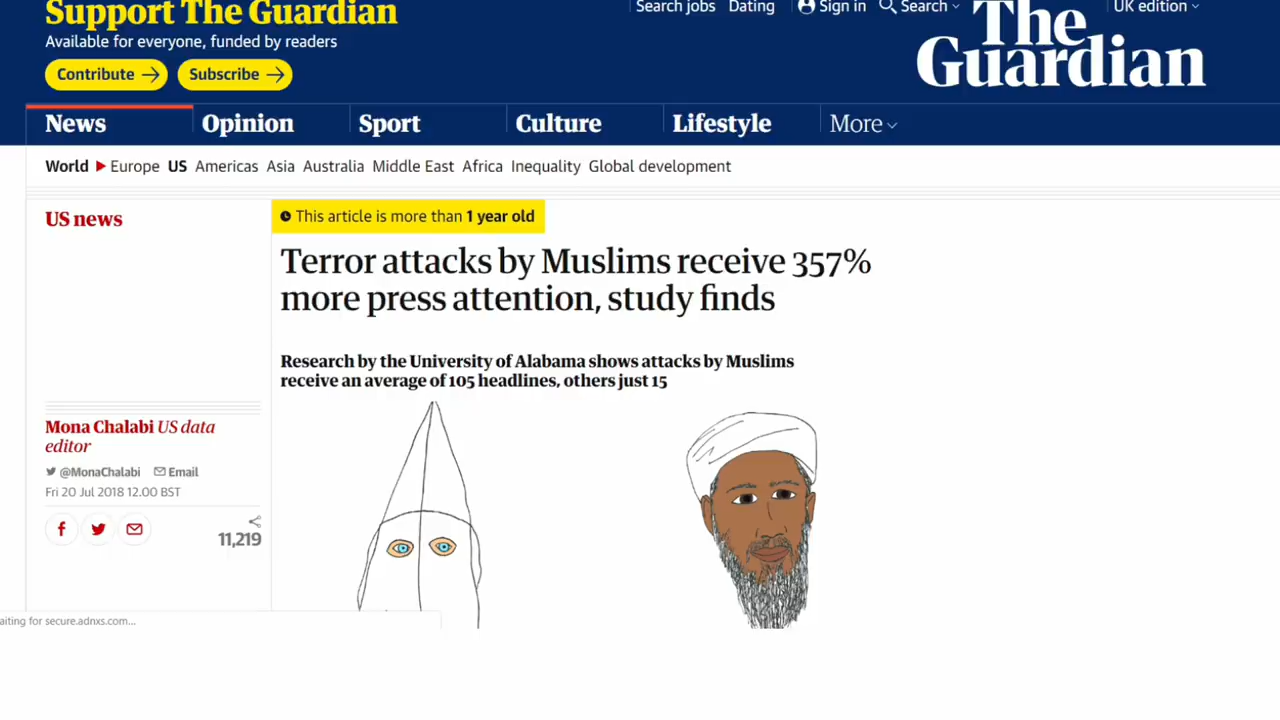 Support The Guardian
Available for everyone, funded by readers
Contribute → Subscribe →
Search jobs Dating Sign in Search UK edition
The
Guardian
News Opinion Sport Culture Lifestyle More
World Europe US Americas Asia Australia Middle East Africa Inequality Global development
US news
This article is more than 1 year old
Terror attacks by Muslims receive 357%
more press attention, study finds
Research by the University of Alabama shows attacks by Muslims
receive an average of 105 headlines, others just 15
Mona Chalabi US data
editor
@MonaChalabi Email
Fri 20 Jul 2018 12.00 BST
11,219
aiting for secure.adnxs.com...